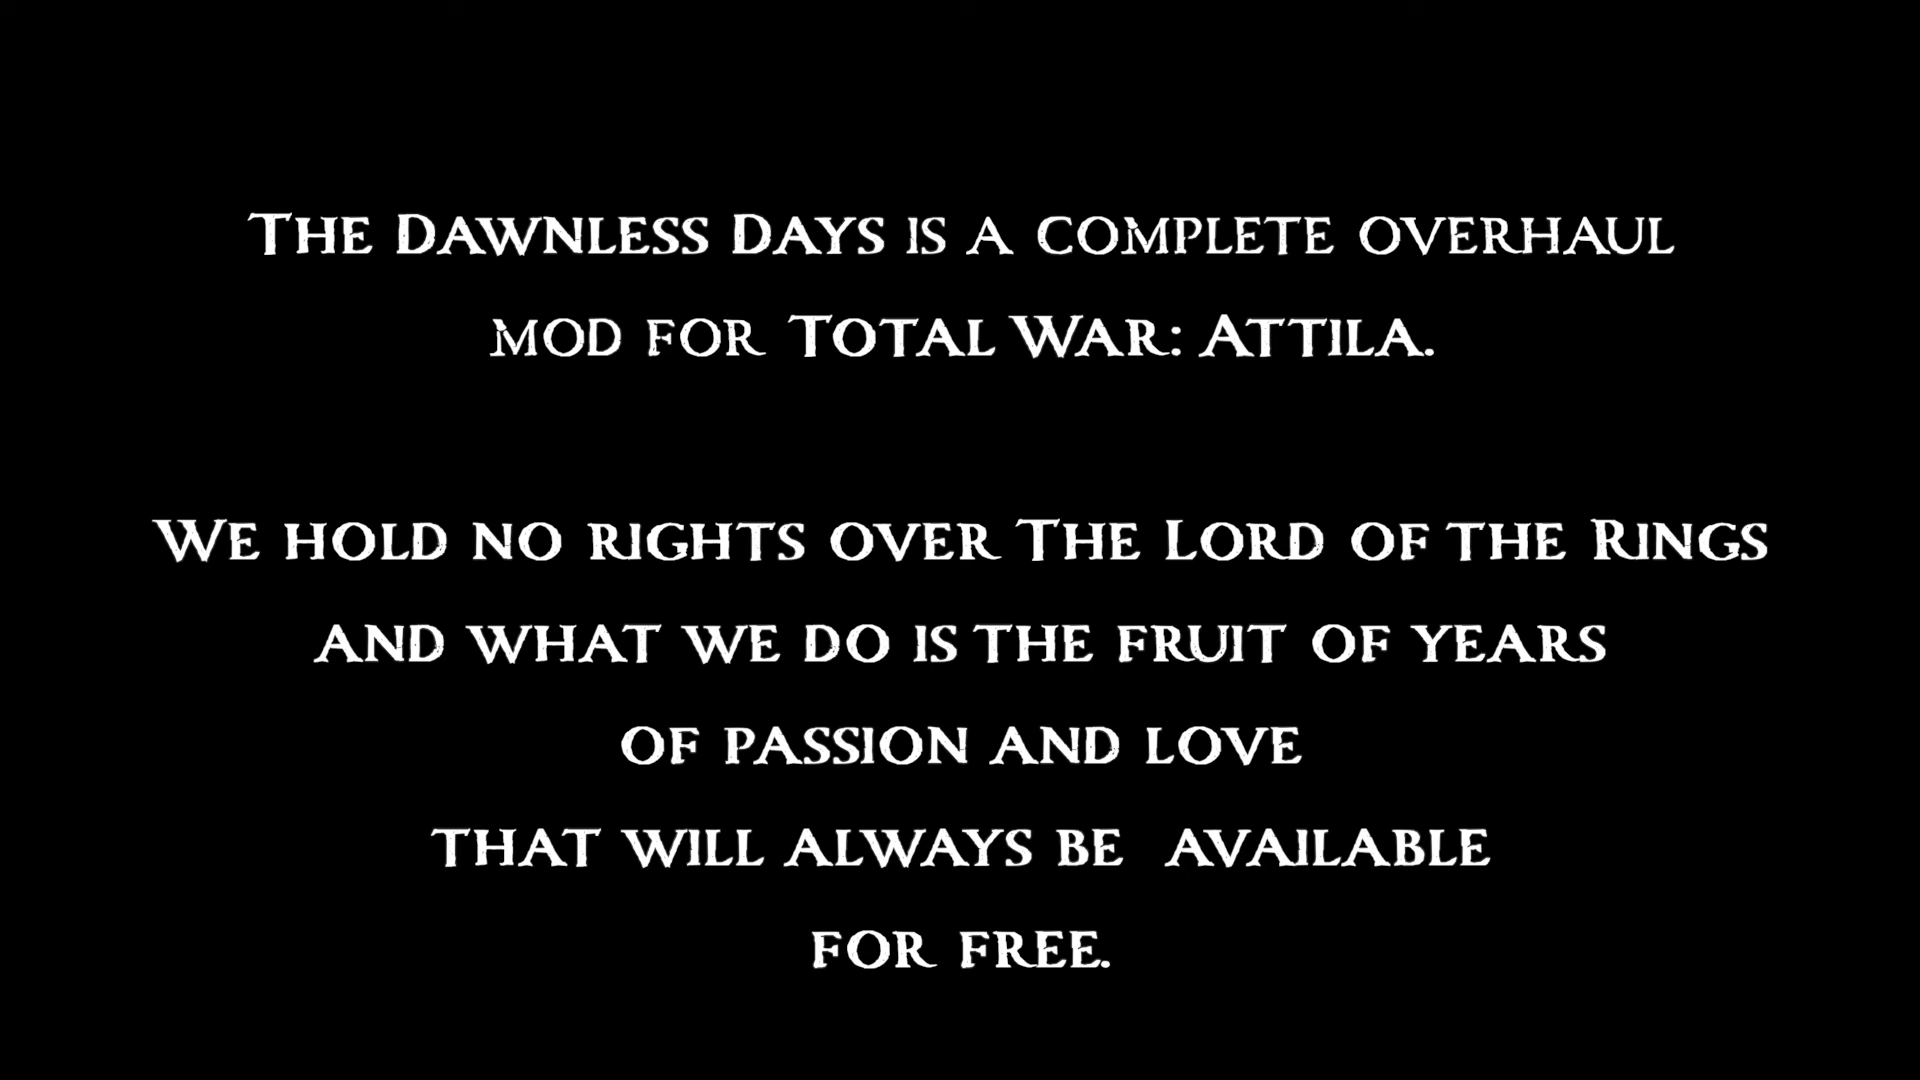 The Dawnless Days is a complete overhaul
mod for Total War: Attila.
We hold no rights over The Lord of the Rings
and what we do is the fruit of years
of passion and love
that will always be  available
for free.